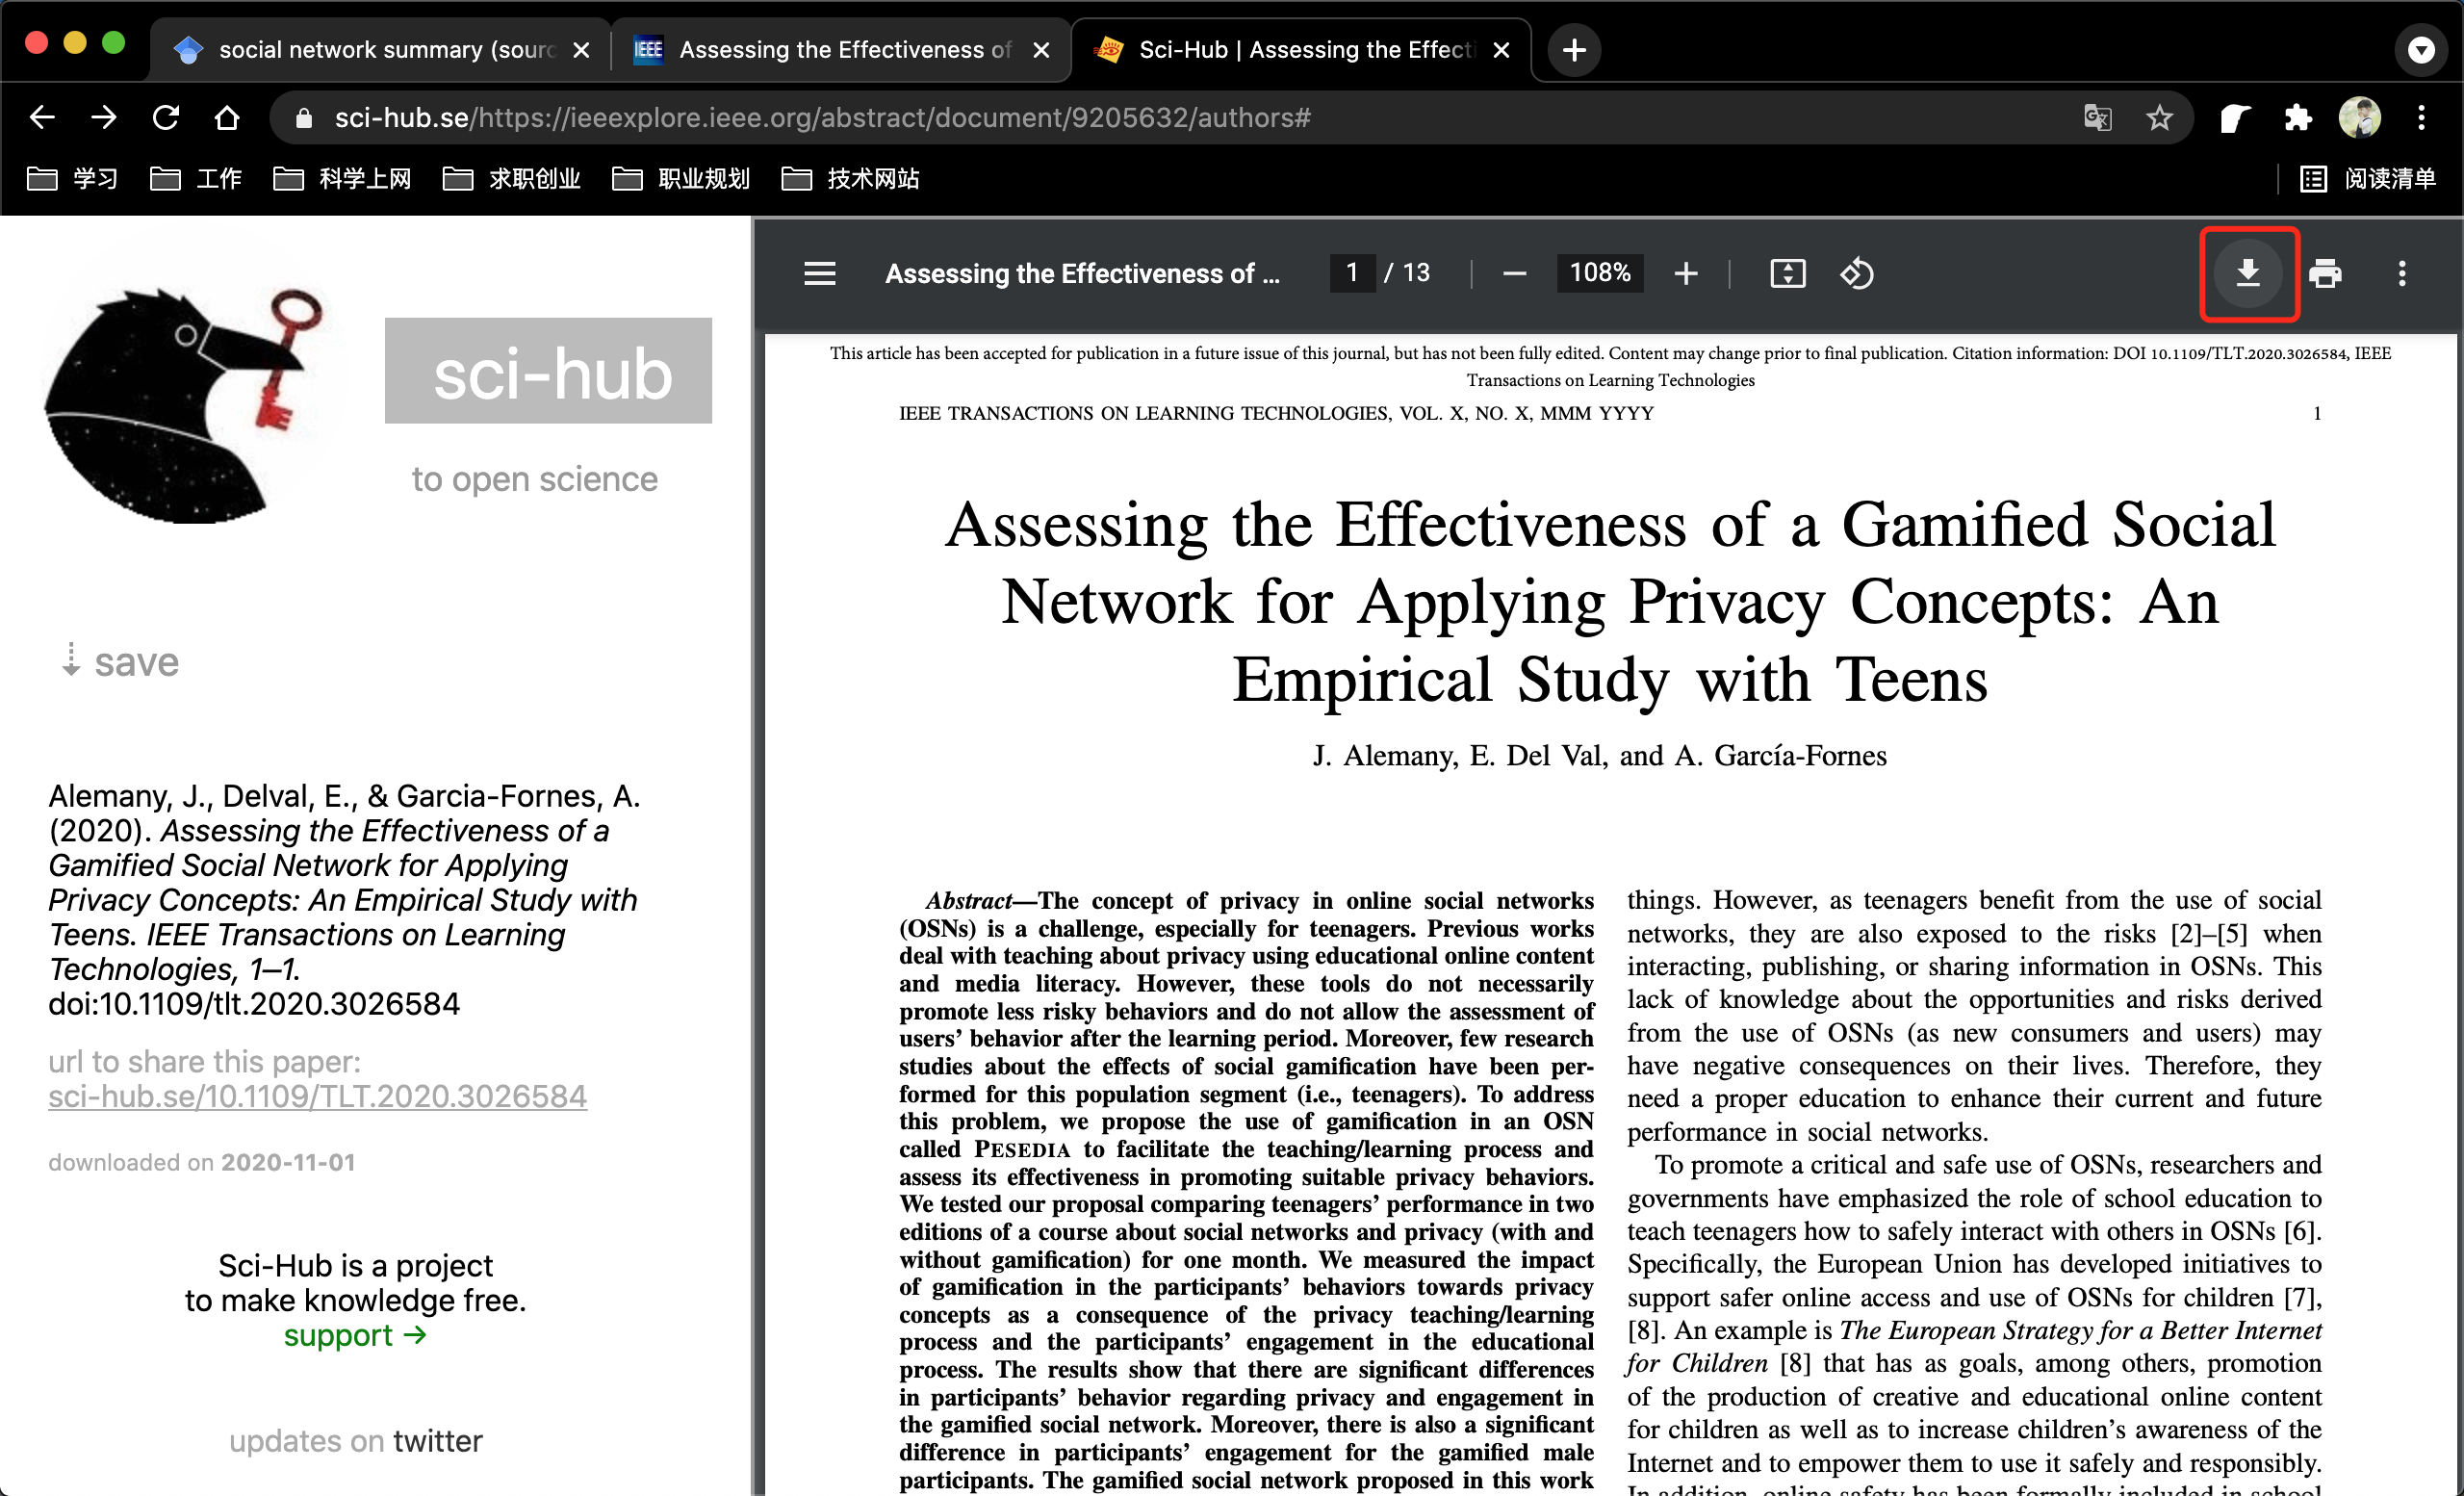 social network summary (sourc
Assessing the Effectiveness of
Sci-Hub | Assessing the Effecti
sci-hub.se/https://ieeexplore.ieee.org/abstract/document/9205632/authors#
学习
工作
科学上网
求职创业
职业规划
技术网站
阅读清单
sci-hub
to open science
⇣ save
Alemany, J., Delval, E., & Garcia-Fornes, A.
(2020). Assessing the Effectiveness of a
Gamified Social Network for Applying
Privacy Concepts: An Empirical Study with
Teens. IEEE Transactions on Learning
Technologies, 1–1.
doi:10.1109/tlt.2020.3026584
url to share this paper:
sci-hub.se/10.1109/TLT.2020.3026584
downloaded on 2020-11-01
Sci-Hub is a project
to make knowledge free.
support →
updates on twitter
Assessing the Effectiveness of ...
1 / 13
108%
This article has been accepted for publication in a future issue of this journal, but has not been fully edited. Content may change prior to final publication. Citation information: DOI 10.1109/TLT.2020.3026584, IEEE
Transactions on Learning Technologies
IEEE TRANSACTIONS ON LEARNING TECHNOLOGIES, VOL. X, NO. X, MMM YYYY 1
Assessing the Effectiveness of a Gamified Social
Network for Applying Privacy Concepts: An
Empirical Study with Teens
J. Alemany, E. Del Val, and A. García-Fornes
Abstract—The concept of privacy in online social networks
(OSNs) is a challenge, especially for teenagers. Previous works
deal with teaching about privacy using educational online content
and media literacy. However, these tools do not necessarily
promote less risky behaviors and do not allow the assessment of
users' behavior after the learning period. Moreover, few research
studies about the effects of social gamification have been per-
formed for this population segment (i.e., teenagers). To address
this problem, we propose the use of gamification in an OSN
called PESEDIA to facilitate the teaching/learning process and
assess its effectiveness in promoting suitable privacy behaviors.
We tested our proposal comparing teenagers' performance in two
editions of a course about social networks and privacy (with and
without gamification) for one month. We measured the impact
of gamification in the participants' behaviors towards privacy
concepts as a consequence of the privacy teaching/learning
process and the participants' engagement in the educational
process. The results show that there are significant differences
in participants' behavior regarding privacy and engagement in
the gamified social network. Moreover, there is also a significant
difference in participants' engagement for the gamified male
participants. The gamified social network proposed in this work
things. However, as teenagers benefit from the use of social
networks, they are also exposed to the risks [2]–[5] when
interacting, publishing, or sharing information in OSNs. This
lack of knowledge about the opportunities and risks derived
from the use of OSNs (as new consumers and users) may
have negative consequences on their lives. Therefore, they
need a proper education to enhance their current and future
performance in social networks.
To promote a critical and safe use of OSNs, researchers and
governments have emphasized the role of school education to
teach teenagers how to safely interact with others in OSNs [6].
Specifically, the European Union has developed initiatives to
support safer online access and use of OSNs for children [7],
[8]. An example is The European Strategy for a Better Internet
for Children [8] that has as goals, among others, promotion
of the production of creative and educational online content
for children as well as to increase children's awareness of the
Internet and to empower them to use it safely and responsibly.
In addition, online safety has been formally included in school